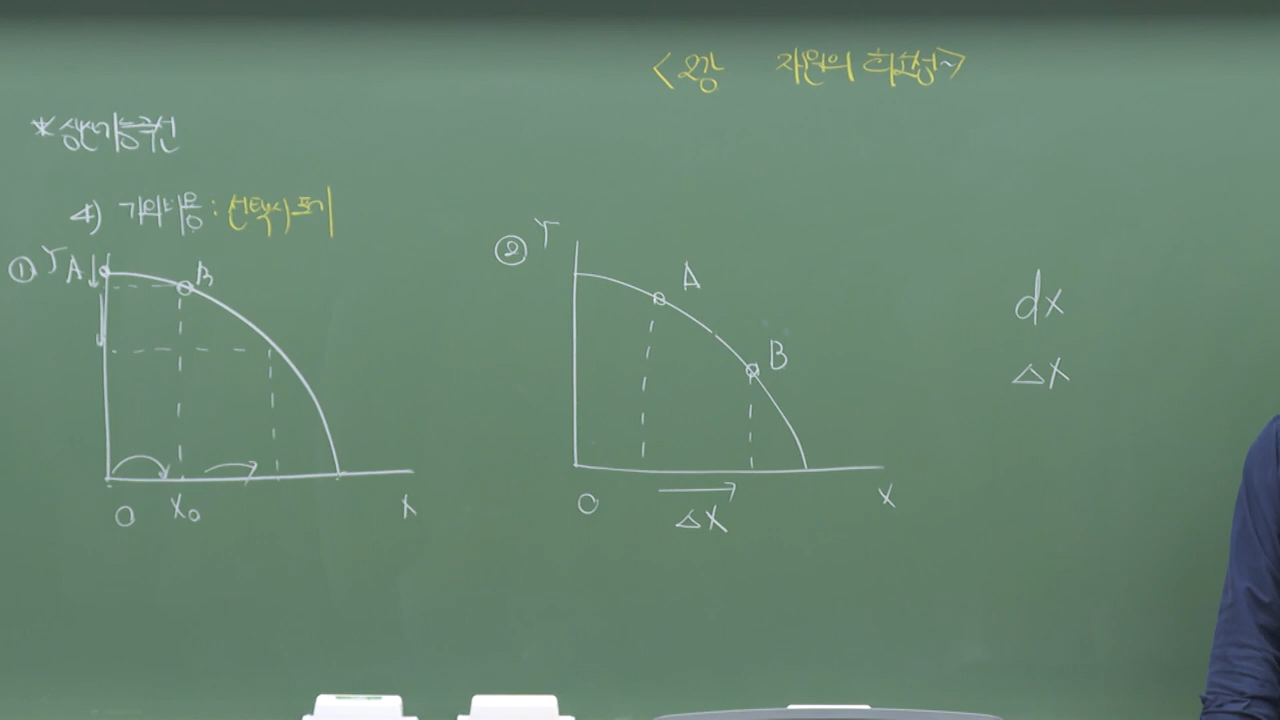 <2강 자원의 희소성~>
*생산가능곡선
4) 기회비용 : 선택시 포기
① Y A B
O X₀ X
② Y A B
O ΔX X
dx
ΔX